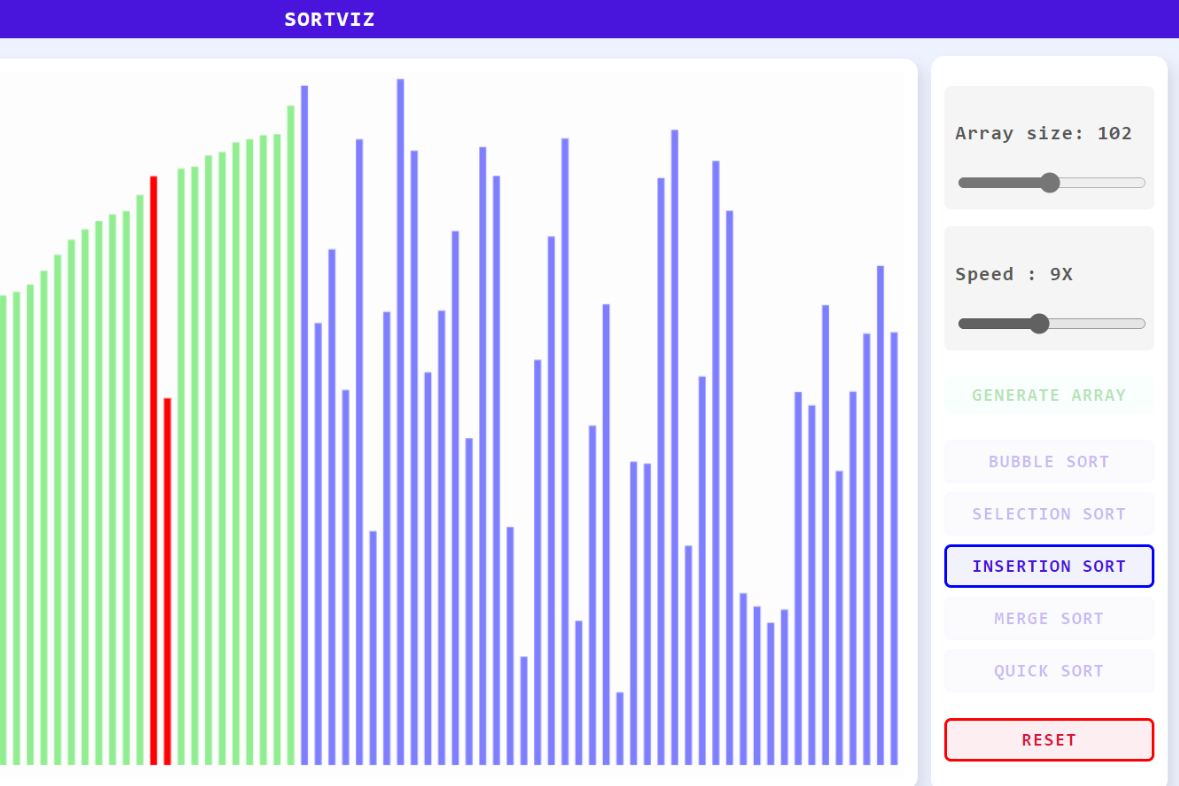 SORTVIZ
Array size: 102
Speed : 9X
GENERATE ARRAY
BUBBLE SORT
SELECTION SORT
INSERTION SORT
MERGE SORT
QUICK SORT
RESET